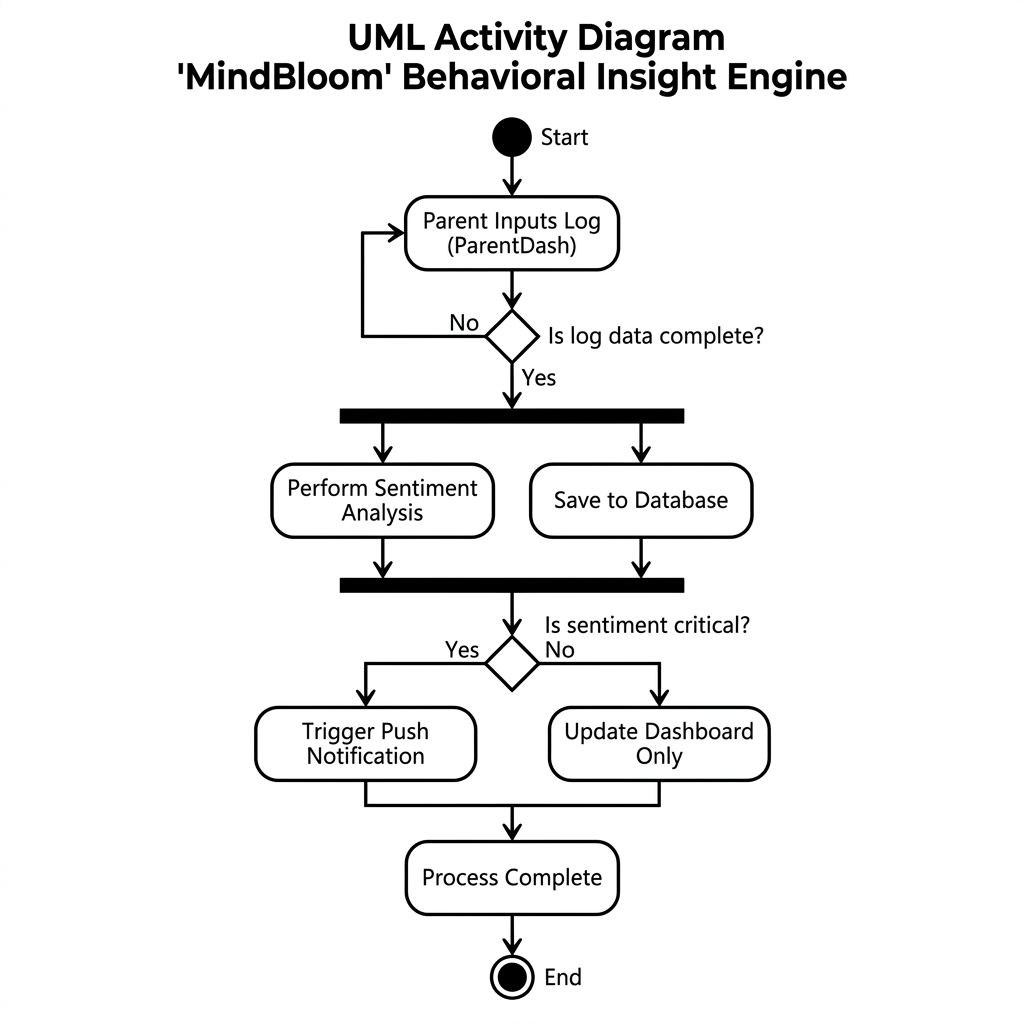 UML Activity Diagram
'MindBloom' Behavioral Insight Engine
Start
Parent Inputs Log
(ParentDash)
No
Is log data complete?
Yes
Perform Sentiment
Analysis
Save to Database
Is sentiment critical?
Yes
No
Trigger Push
Notification
Update Dashboard
Only
Process Complete
End